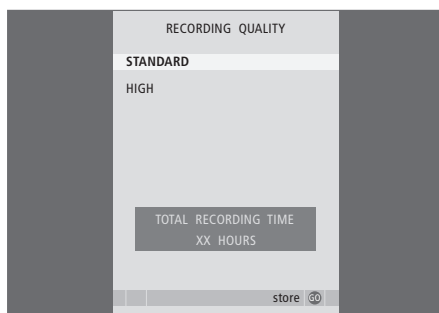 RECORDING QUALITY
STANDARD
HIGH
TOTAL RECORDING TIME
XX HOURS
store GO